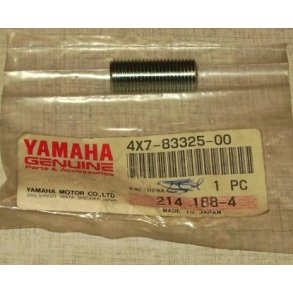 4X7-83325-00
YAMAHA
GENUINE
Parts & Accessories
1 PC
YAMAHA MOTOR CO.,LTD.
214 188-4
MADE IN JAPAN